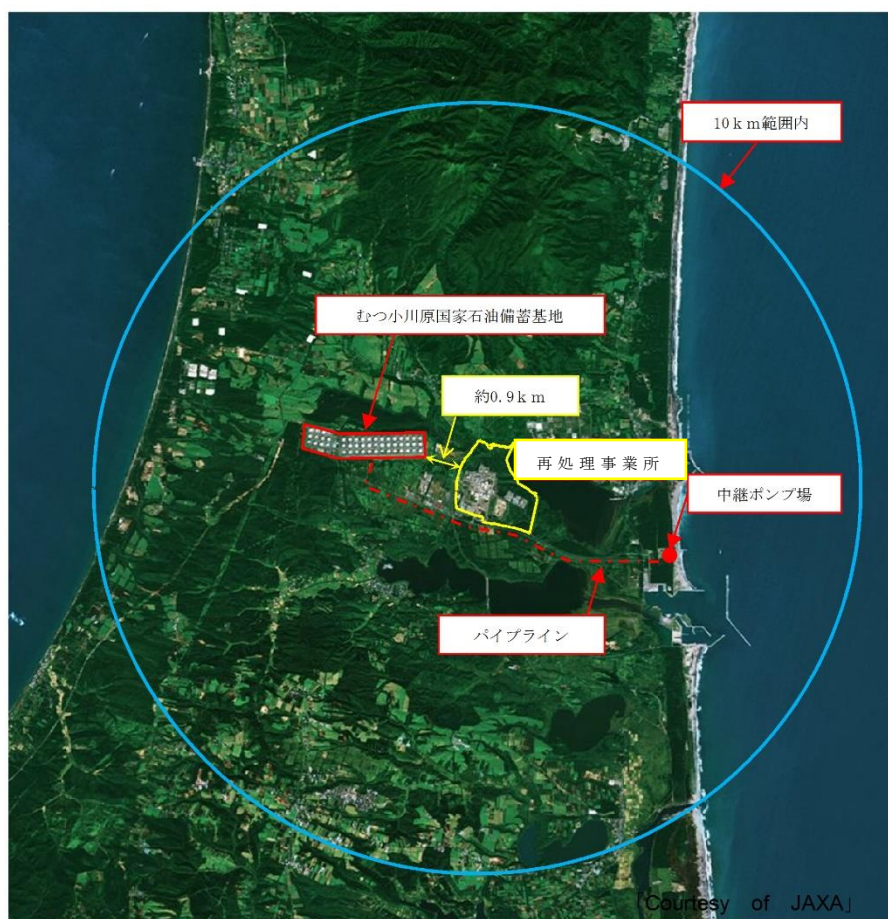 10km範囲内
むつ小川原国家石油備蓄基地
約0.9km
再処理事業所
中継ポンプ場
パイプライン
「Courtesy of JAXA」